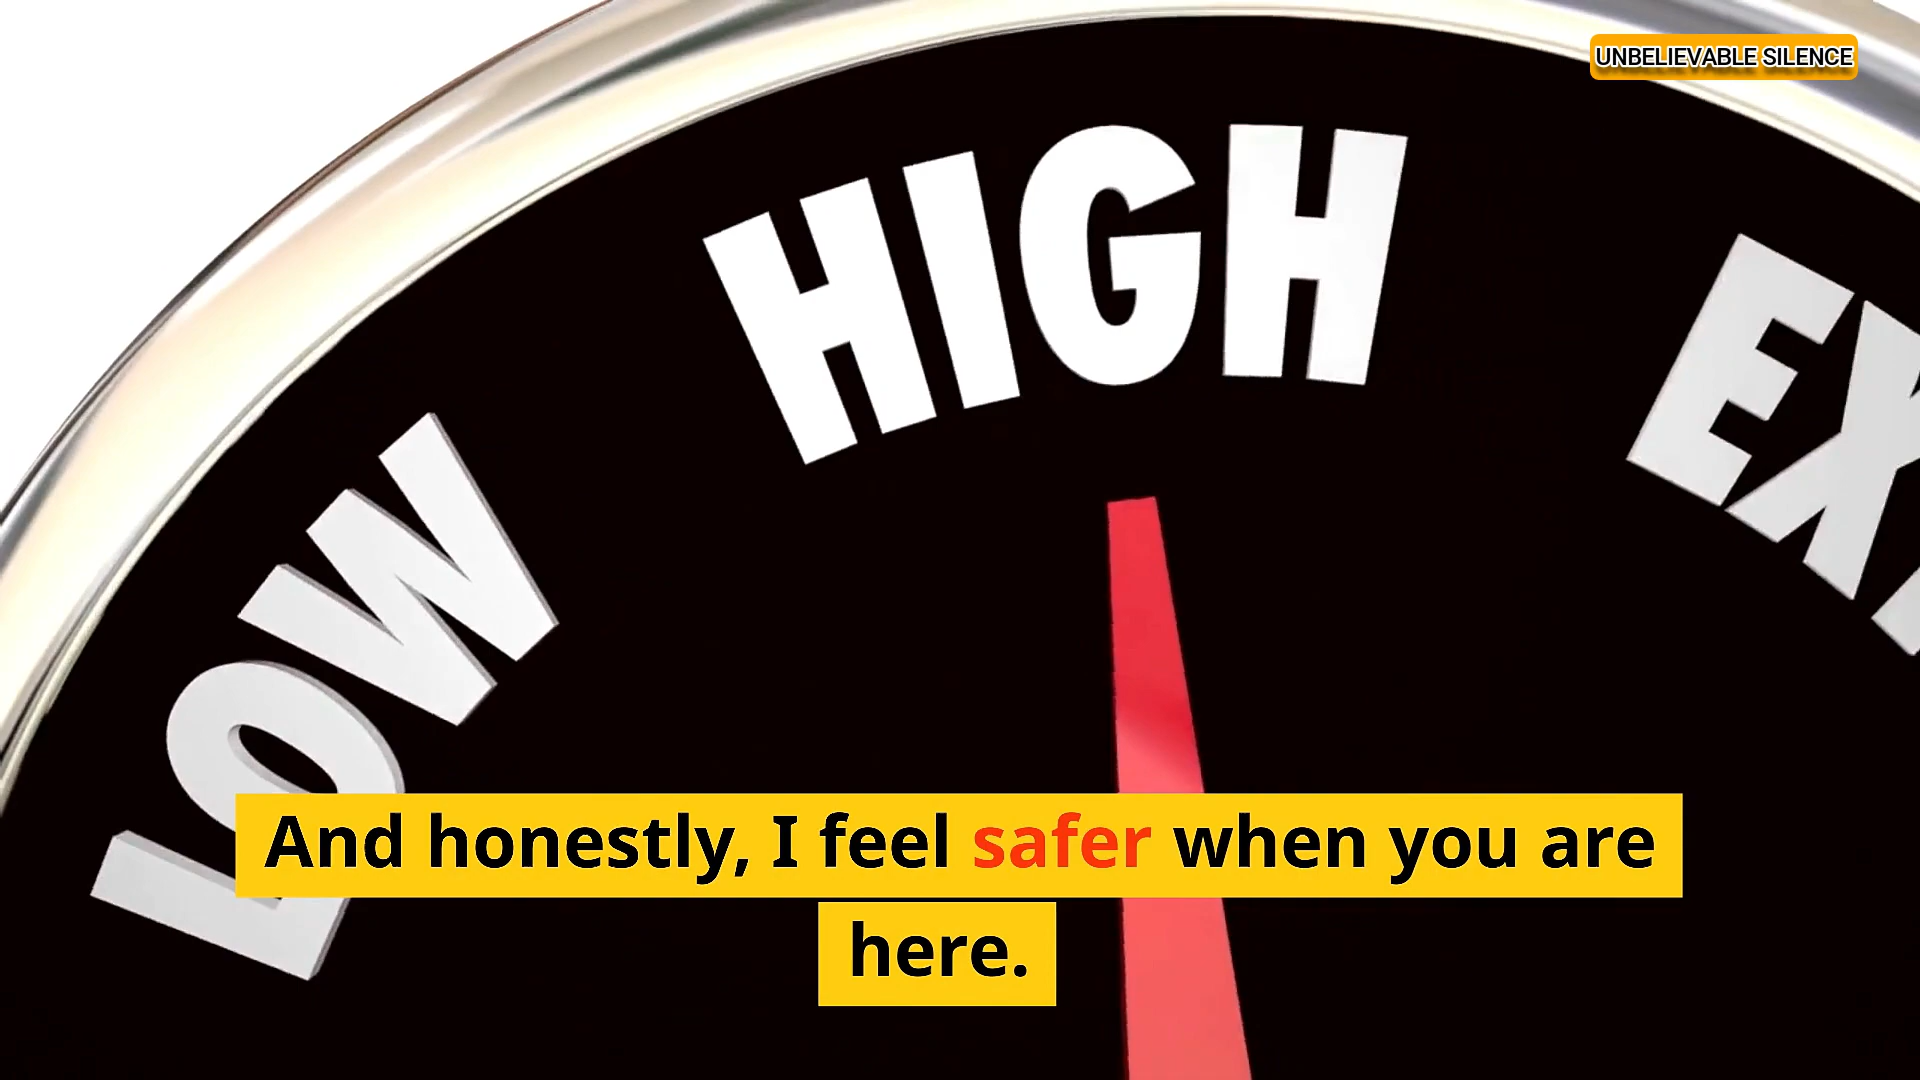 UNBELIEVABLE SILENCE
LOW
HIGH
And honestly, I feel safer when you are
here.